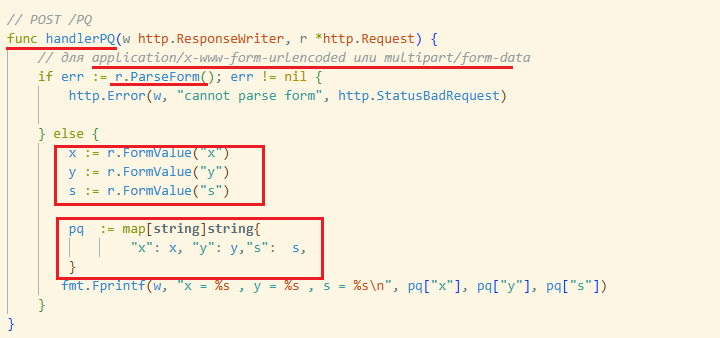 // POST /PQ
func handlerPQ(w http.ResponseWriter, r *http.Request) {
// для application/x-www-form-urlencoded или multipart/form-data
if err := r.ParseForm(); err != nil {
http.Error(w, "cannot parse form", http.StatusBadRequest)
} else {
x := r.FormValue("x")
y := r.FormValue("y")
s := r.FormValue("s")
pq  := map[string]string{
"x": x, "y": y,"s":  s,
}
fmt.Fprintf(w, "x = %s , y = %s , s = %s\n", pq["x"], pq["y"], pq["s"])
}
}